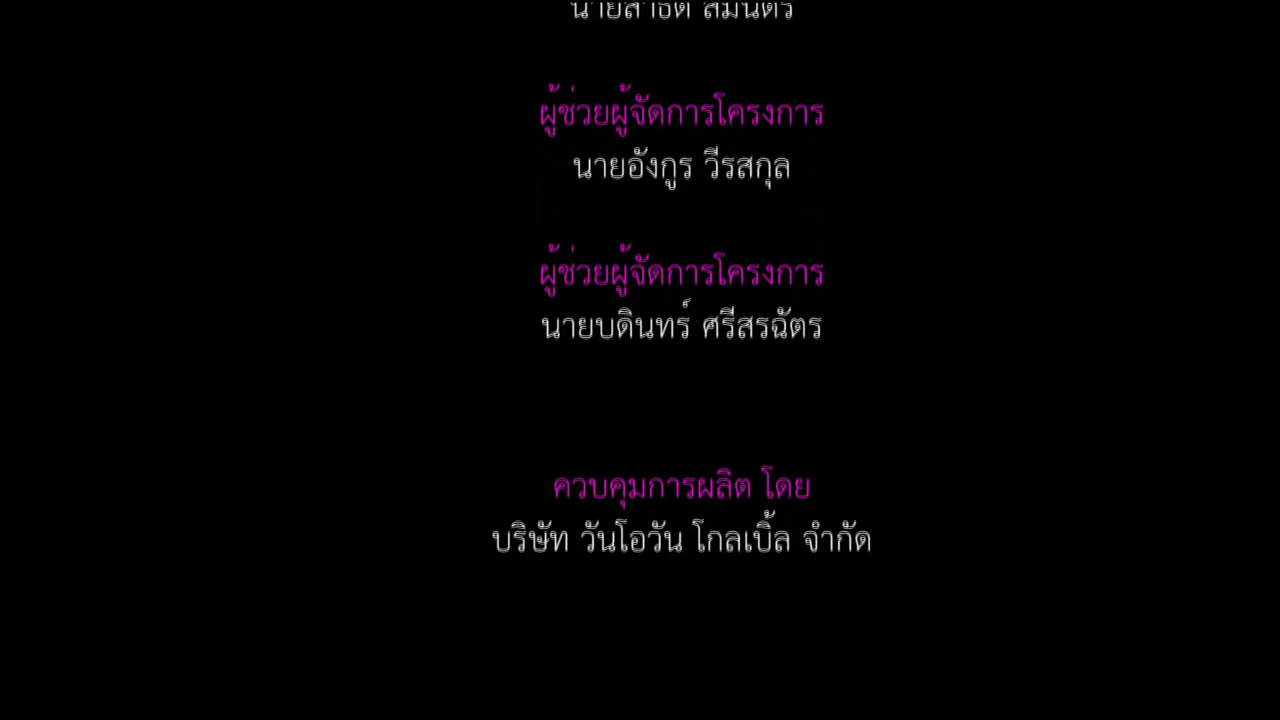 ผู้ช่วยผู้จัดการโครงการ
นายอังกูร วีรสกุล
ผู้ช่วยผู้จัดการโครงการ
นายบดินทร์ ศรีสรฉัตร
ควบคุมการผลิต โดย
บริษัท วันโอวัน โกลเบิ้ล จำกัด